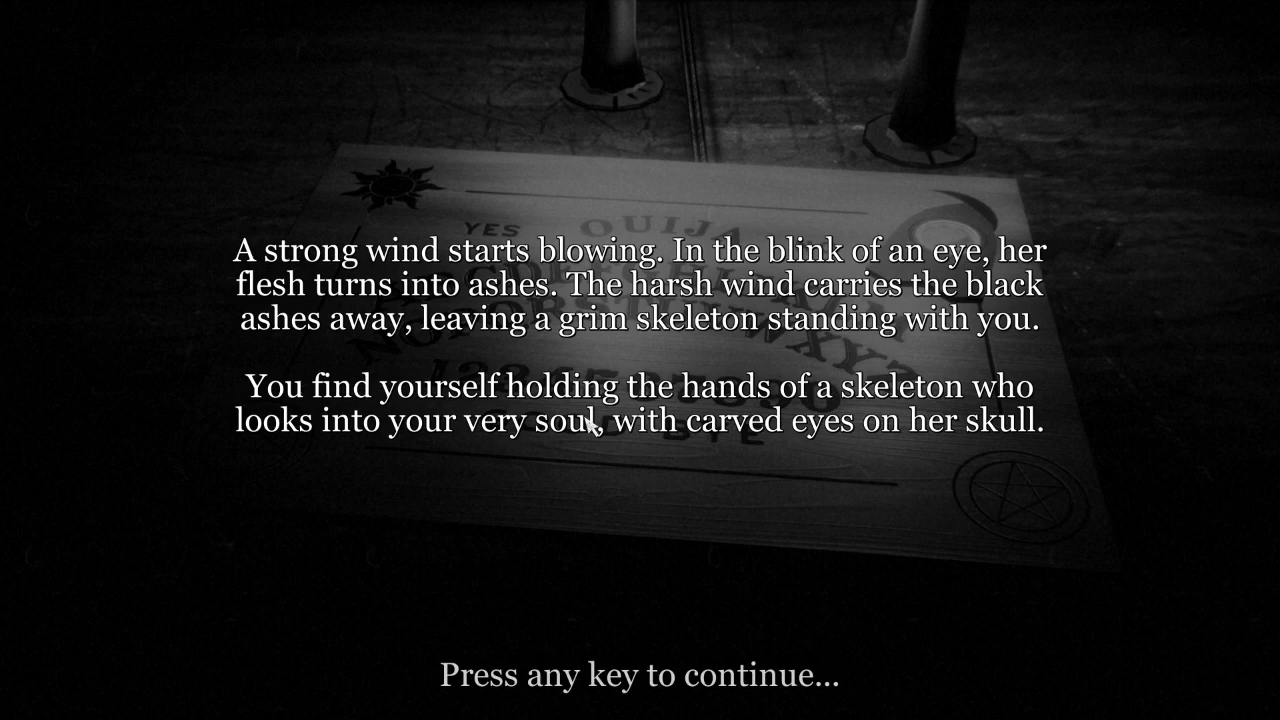 YES OUIJA
A strong wind starts blowing. In the blink of an eye, her
flesh turns into ashes. The harsh wind carries the black
ashes away, leaving a grim skeleton standing with you.
You find yourself holding the hands of a skeleton who
looks into your very soul, with carved eyes on her skull.
Press any key to continue...